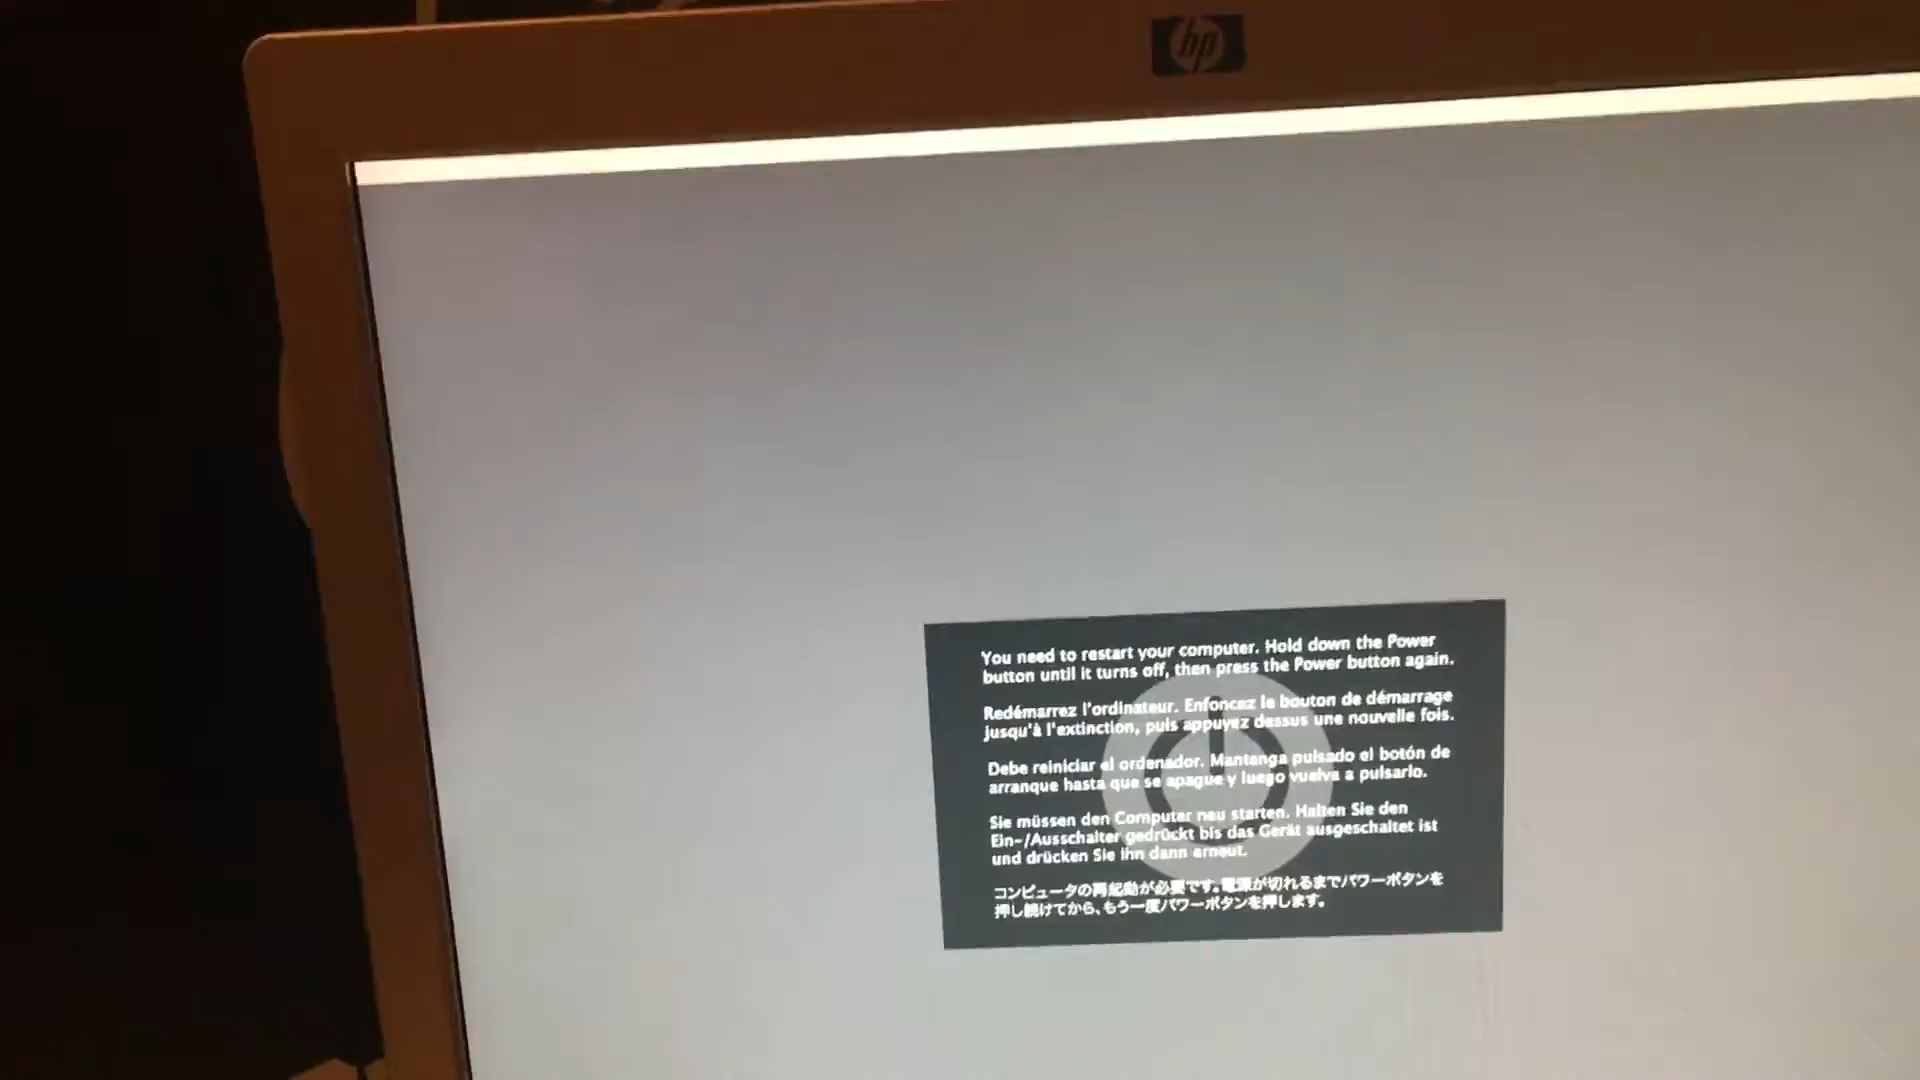 hp
You need to restart your computer. Hold down the Power
button until it turns off, then press the Power button again.
Redémarrez l'ordinateur. Enfoncez le bouton de démarrage
jusqu'à l'extinction, puis appuyez dessus une nouvelle fois.
Debe reiniciar el ordenador. Mantenga pulsado el botón de
arranque hasta que se apague y luego vuelva a pulsarlo.
Sie müssen den Computer neu starten. Halten Sie den
Ein-/Ausschalter gedrückt bis das Gerät ausgeschaltet ist
und drücken Sie ihn dann erneut.
コンピュータの再起動が必要です。電源が切れるまでパワーボタンを
押し続けてから、もう一度パワーボタンを押します。